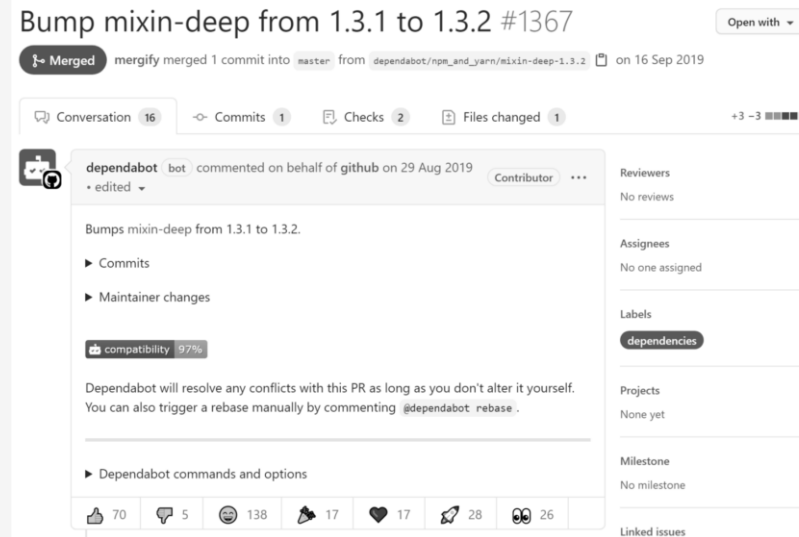 Bump mixin-deep from 1.3.1 to 1.3.2 #1367
Open with
Merged mergify merged 1 commit into master from dependabot/npm_and_yarn/mixin-deep-1.3.2 on 16 Sep 2019
Conversation 16 Commits 1 Checks 2 Files changed 1 +3 −3
dependabot bot commented on behalf of github on 29 Aug 2019
• edited
Contributor
Bumps mixin-deep from 1.3.1 to 1.3.2.
Commits
Maintainer changes
compatibility 97%
Dependabot will resolve any conflicts with this PR as long as you don't alter it yourself.
You can also trigger a rebase manually by commenting @dependabot rebase.
Dependabot commands and options
70 5 138 17 17 28 26
Reviewers
No reviews
Assignees
No one assigned
Labels
dependencies
Projects
None yet
Milestone
No milestone
Linked issues